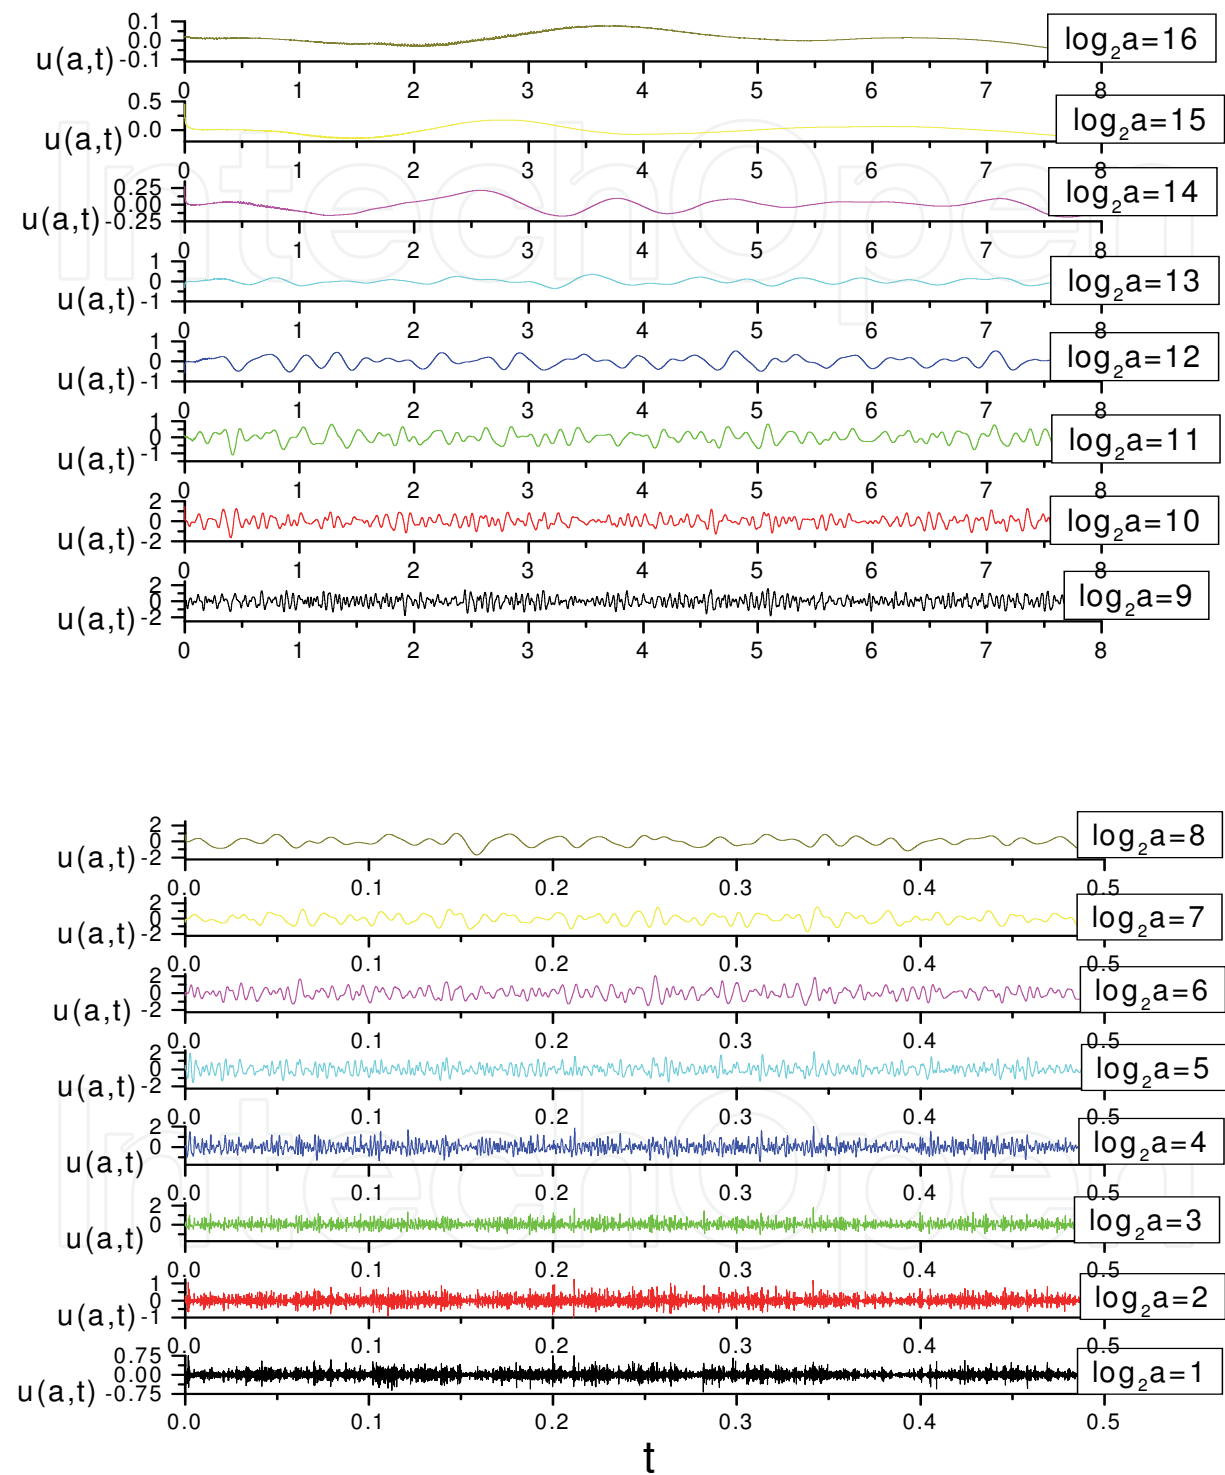 0.1
0.0
u(a,t) -0.1
log2a=16
0 1 2 3 4 5 6 7 8
0.5
0.0
u(a,t)
log2a=15
0 1 2 3 4 5 6 7 8
0.25
0.00
u(a,t) -0.25
log2a=14
0 1 2 3 4 5 6 7 8
1
0
u(a,t) -1
log2a=13
0 1 2 3 4 5 6 7 8
1
0
u(a,t) -1
log2a=12
0 1 2 3 4 5 6 7 8
1
0
u(a,t) -1
log2a=11
0 1 2 3 4 5 6 7 8
2
0
u(a,t) -2
log2a=10
0 1 2 3 4 5 6 7 8
2
0
u(a,t) -2
log2a=9
0 1 2 3 4 5 6 7 8
2
0
u(a,t) -2
log2a=8
0.0 0.1 0.2 0.3 0.4 0.5
2
0
u(a,t) -2
log2a=7
0.0 0.1 0.2 0.3 0.4 0.5
2
0
u(a,t) -2
log2a=6
0.0 0.1 0.2 0.3 0.4 0.5
2
0
u(a,t) -2
log2a=5
0.0 0.1 0.2 0.3 0.4 0.5
2
0
u(a,t)
log2a=4
0.0 0.1 0.2 0.3 0.4 0.5
2
0
u(a,t)
log2a=3
0.0 0.1 0.2 0.3 0.4 0.5
1
0
u(a,t) -1
log2a=2
0.0 0.1 0.2 0.3 0.4 0.5
0.75
0.00
u(a,t) -0.75
log2a=1
0.0 0.1 0.2 0.3 0.4 0.5
t
IntechOpen
IntechOpen